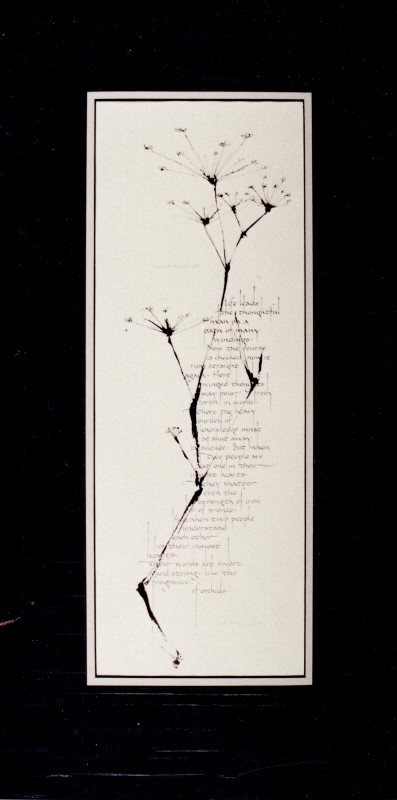 Life leads
the thoughtful
man on a
path of many
windings.
Now the course
is checked, now it
runs straight
again. Here
winged thoughts
may pour freely
forth in words.
There the heavy
burden of
knowledge must
be shut away
in silence. But when
two people are
at one in their
inmost hearts
they shatter
even the
strength of iron
or of bronze.
And when two people
understand
each other
in their inmost
hearts
their words are sweet
and strong, like the
fragrance
of orchids.